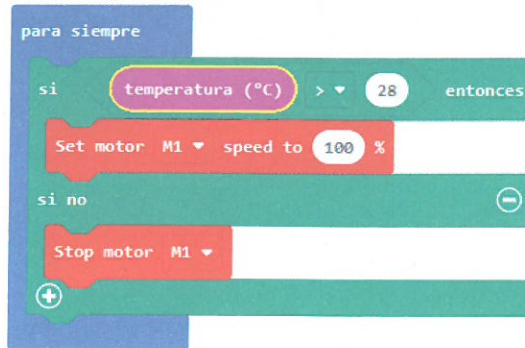 para siempre
si temperatura (°C) > 28 entonces
Set motor M1 speed to 100 %
si no
Stop motor M1